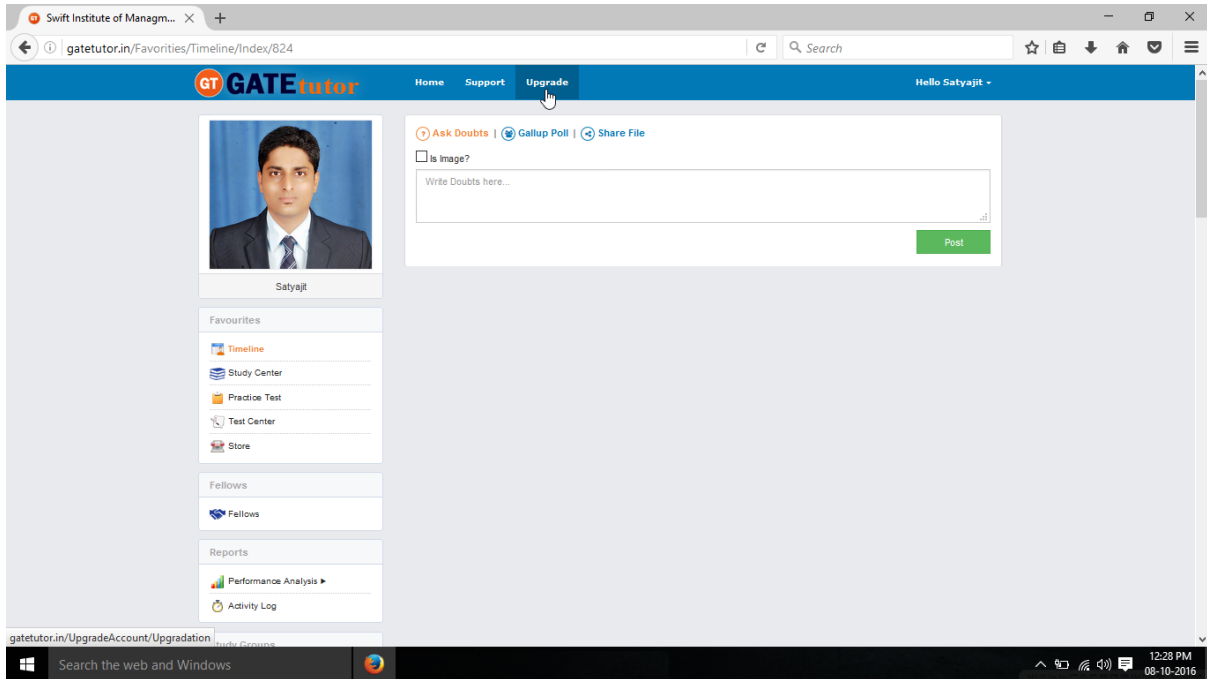 Swift Institute of Managm...
gatetutor.in/Favorities/Timeline/Index/824
Search
GT GATEtutor
Home Support Upgrade Hello Satyajit
Ask Doubts | Gallup Poll | Share File
Is Image?
Write Doubts here...
Post
Satyajit
Favourites
Timeline
Study Center
Practice Test
Test Center
Store
Fellows
Fellows
Reports
Performance Analysis
Activity Log
Study Groups
gatetutor.in/UpgradeAccount/Upgradation
Search the web and Windows
12:28 PM
08-10-2016